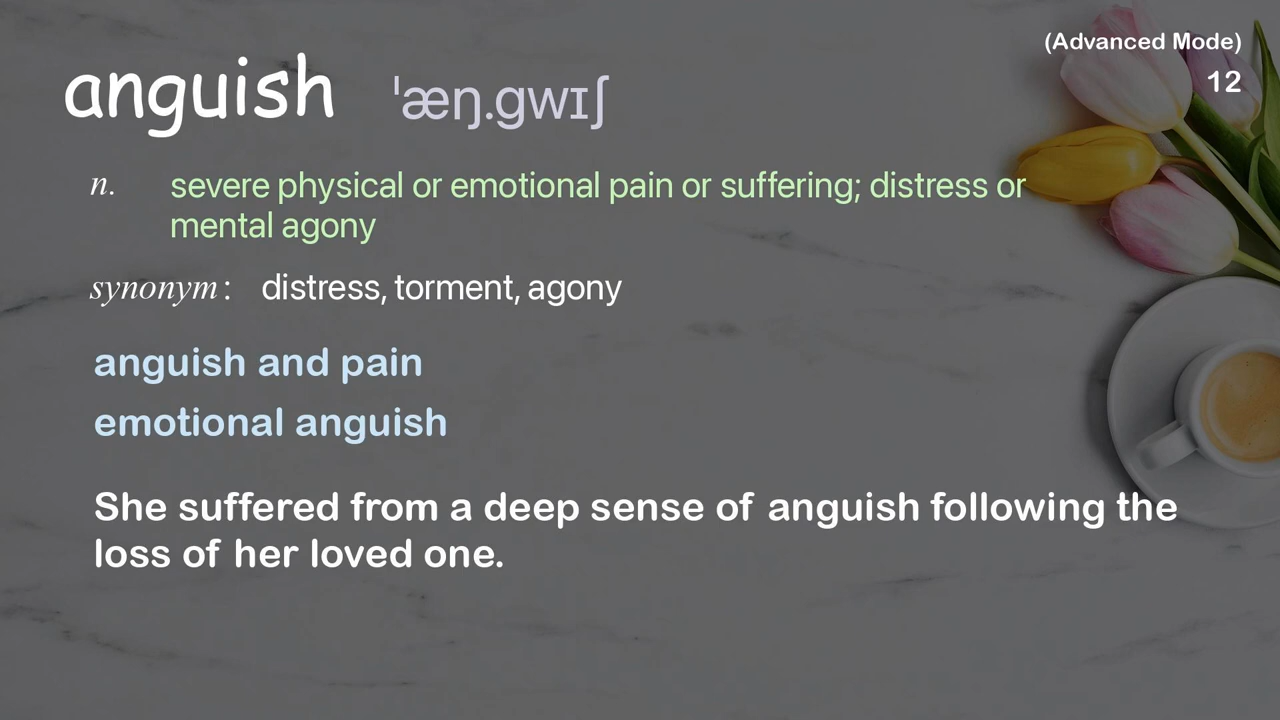 (Advanced Mode)
12
anguish ˈæŋ.gwɪʃ
n. severe physical or emotional pain or suffering; distress or
mental agony
synonym: distress, torment, agony
anguish and pain
emotional anguish
She suffered from a deep sense of anguish following the
loss of her loved one.